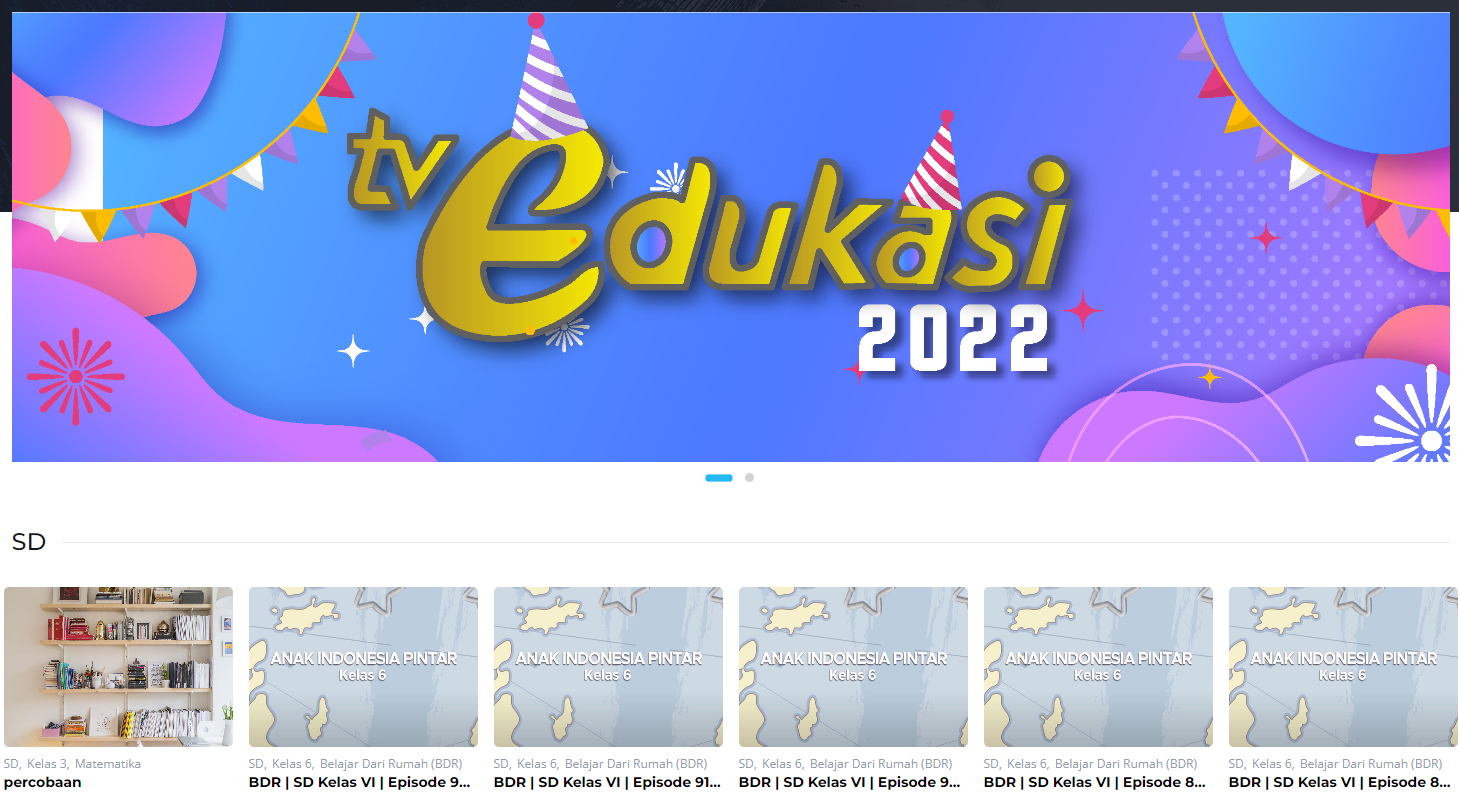 tv Edukasi
2022
SD
ANAK INDONESIA PINTAR
Kelas 6
ANAK INDONESIA PINTAR
Kelas 6
ANAK INDONESIA PINTAR
Kelas 6
ANAK INDONESIA PINTAR
Kelas 6
ANAK INDONESIA PINTAR
Kelas 6
SD, Kelas 3, Matematika
percobaan
SD, Kelas 6, Belajar Dari Rumah (BDR)
BDR | SD Kelas VI | Episode 9...
SD, Kelas 6, Belajar Dari Rumah (BDR)
BDR | SD Kelas VI | Episode 91...
SD, Kelas 6, Belajar Dari Rumah (BDR)
BDR | SD Kelas VI | Episode 9...
SD, Kelas 6, Belajar Dari Rumah (BDR)
BDR | SD Kelas VI | Episode 8...
SD, Kelas 6, Belajar Dari Rumah (BDR)
BDR | SD Kelas VI | Episode 8...